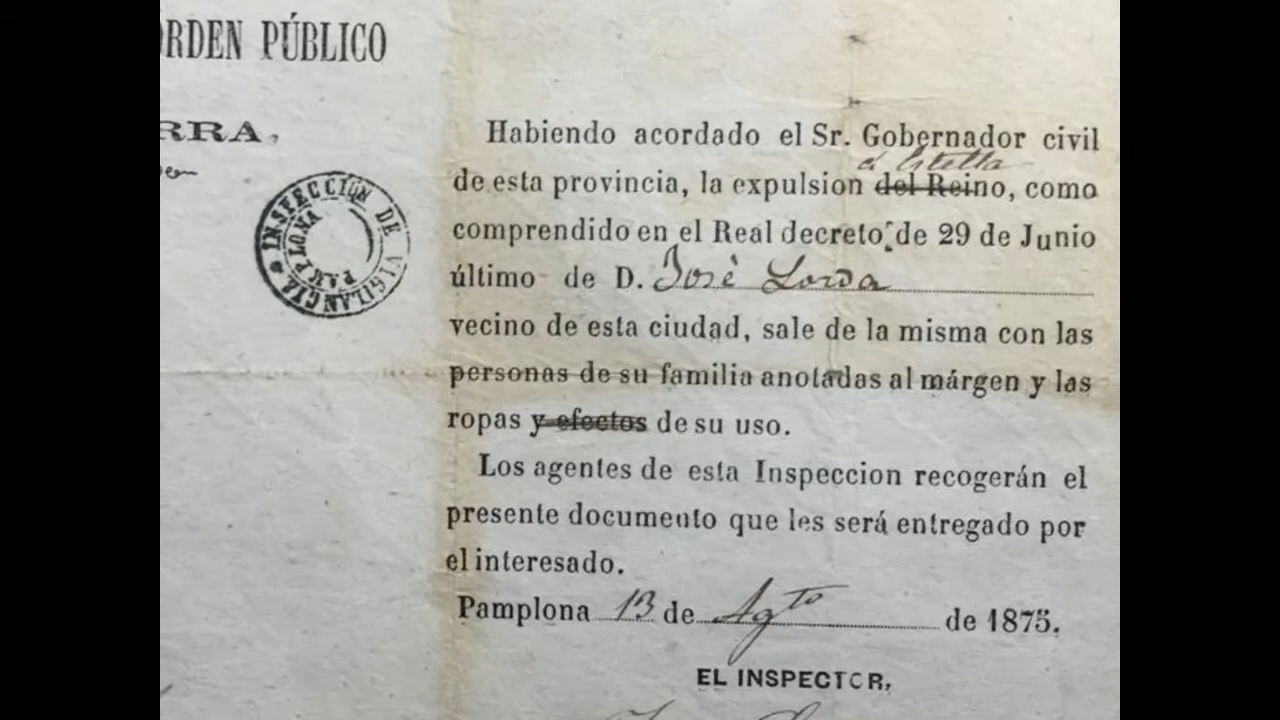 ORDEN PÚBLICO
RRA,
INSPECCIÓN DE VIGILANCIA
PAMPLONA
Habiendo acordado el Sr. Gobernador civil
á Estella
de esta provincia, la expulsion del Reino, como
comprendido en el Real decreto de 29 de Junio
último de D. José Lorda
vecino de esta ciudad, sale de la misma con las
personas de su familia anotadas al márgen y las
ropas y efectos de su uso.
Los agentes de esta Inspeccion recogerán el
presente documento que les será entregado por
el interesado.
Pamplona 13 de Agto de 1875.
EL INSPECTOR,